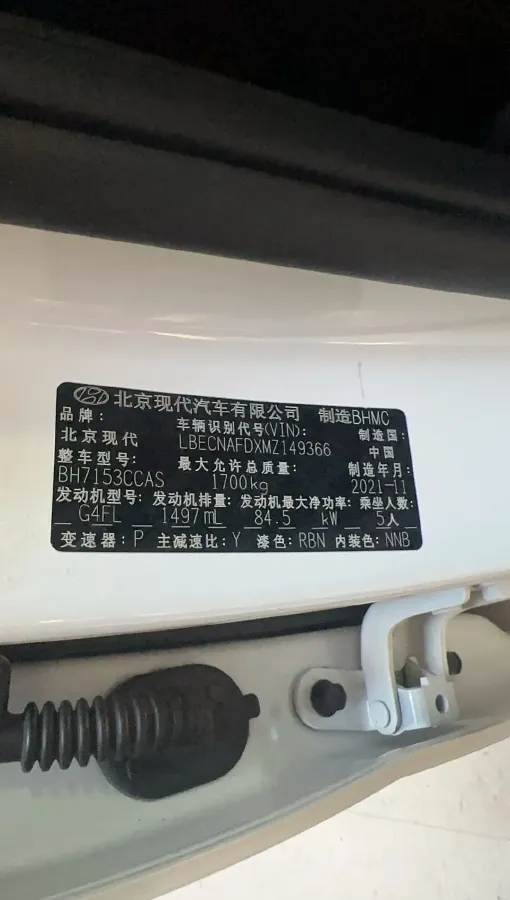 北京现代汽车有限公司 制造BHMC
品牌: 车辆识别代号(VIN): 制造国:
北京现代 LBECNAFDXMZ149366 中国
整车型号: 最大允许总质量: 制造年月:
BH7153CCAS 1700kg 2021-11
发动机型号: 发动机排量: 发动机最大净功率: 乘坐人数:
G4FL 1497mL 84.5 kW 5人
变速器: P 主减速比: Y 漆色: RBN 内装色: NNB